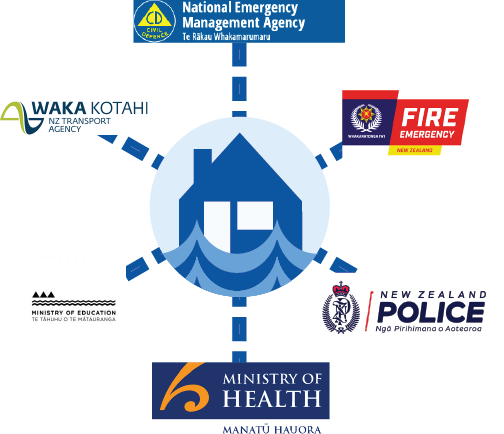 National Emergency
Management Agency
Te Rākau Whakamarumaru
CD
CIVIL
DEFENCE
WAKA KOTAHI
NZ TRANSPORT
AGENCY
FIRE
EMERGENCY
WHAKARATONGA IWI
NEW ZEALAND
MINISTRY OF EDUCATION
TE TĀHUHU O TE MĀTAURANGA
NEW ZEALAND
POLICE
Ngā Pirihimana o Aotearoa
MINISTRY OF
HEALTH
MANATŪ HAUORA